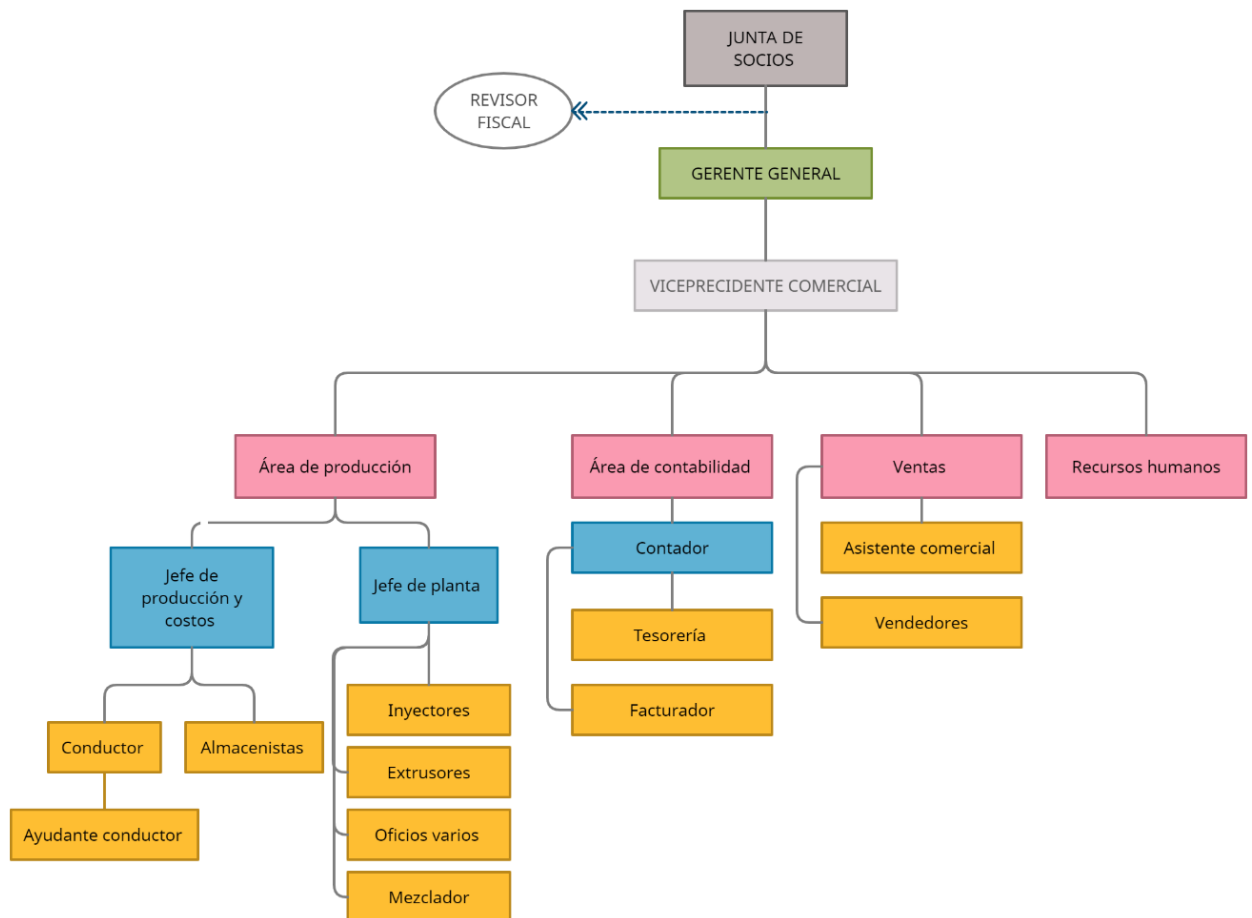 JUNTA DE
SOCIOS
REVISOR
FISCAL
GERENTE GENERAL
VICEPRECIDENTE COMERCIAL
Área de producción
Área de contabilidad
Ventas
Recursos humanos
Jefe de
producción y
costos
Jefe de planta
Contador
Asistente comercial
Tesorería
Vendedores
Inyectores
Facturador
Conductor
Almacenistas
Extrusores
Ayudante conductor
Oficios varios
Mezclador